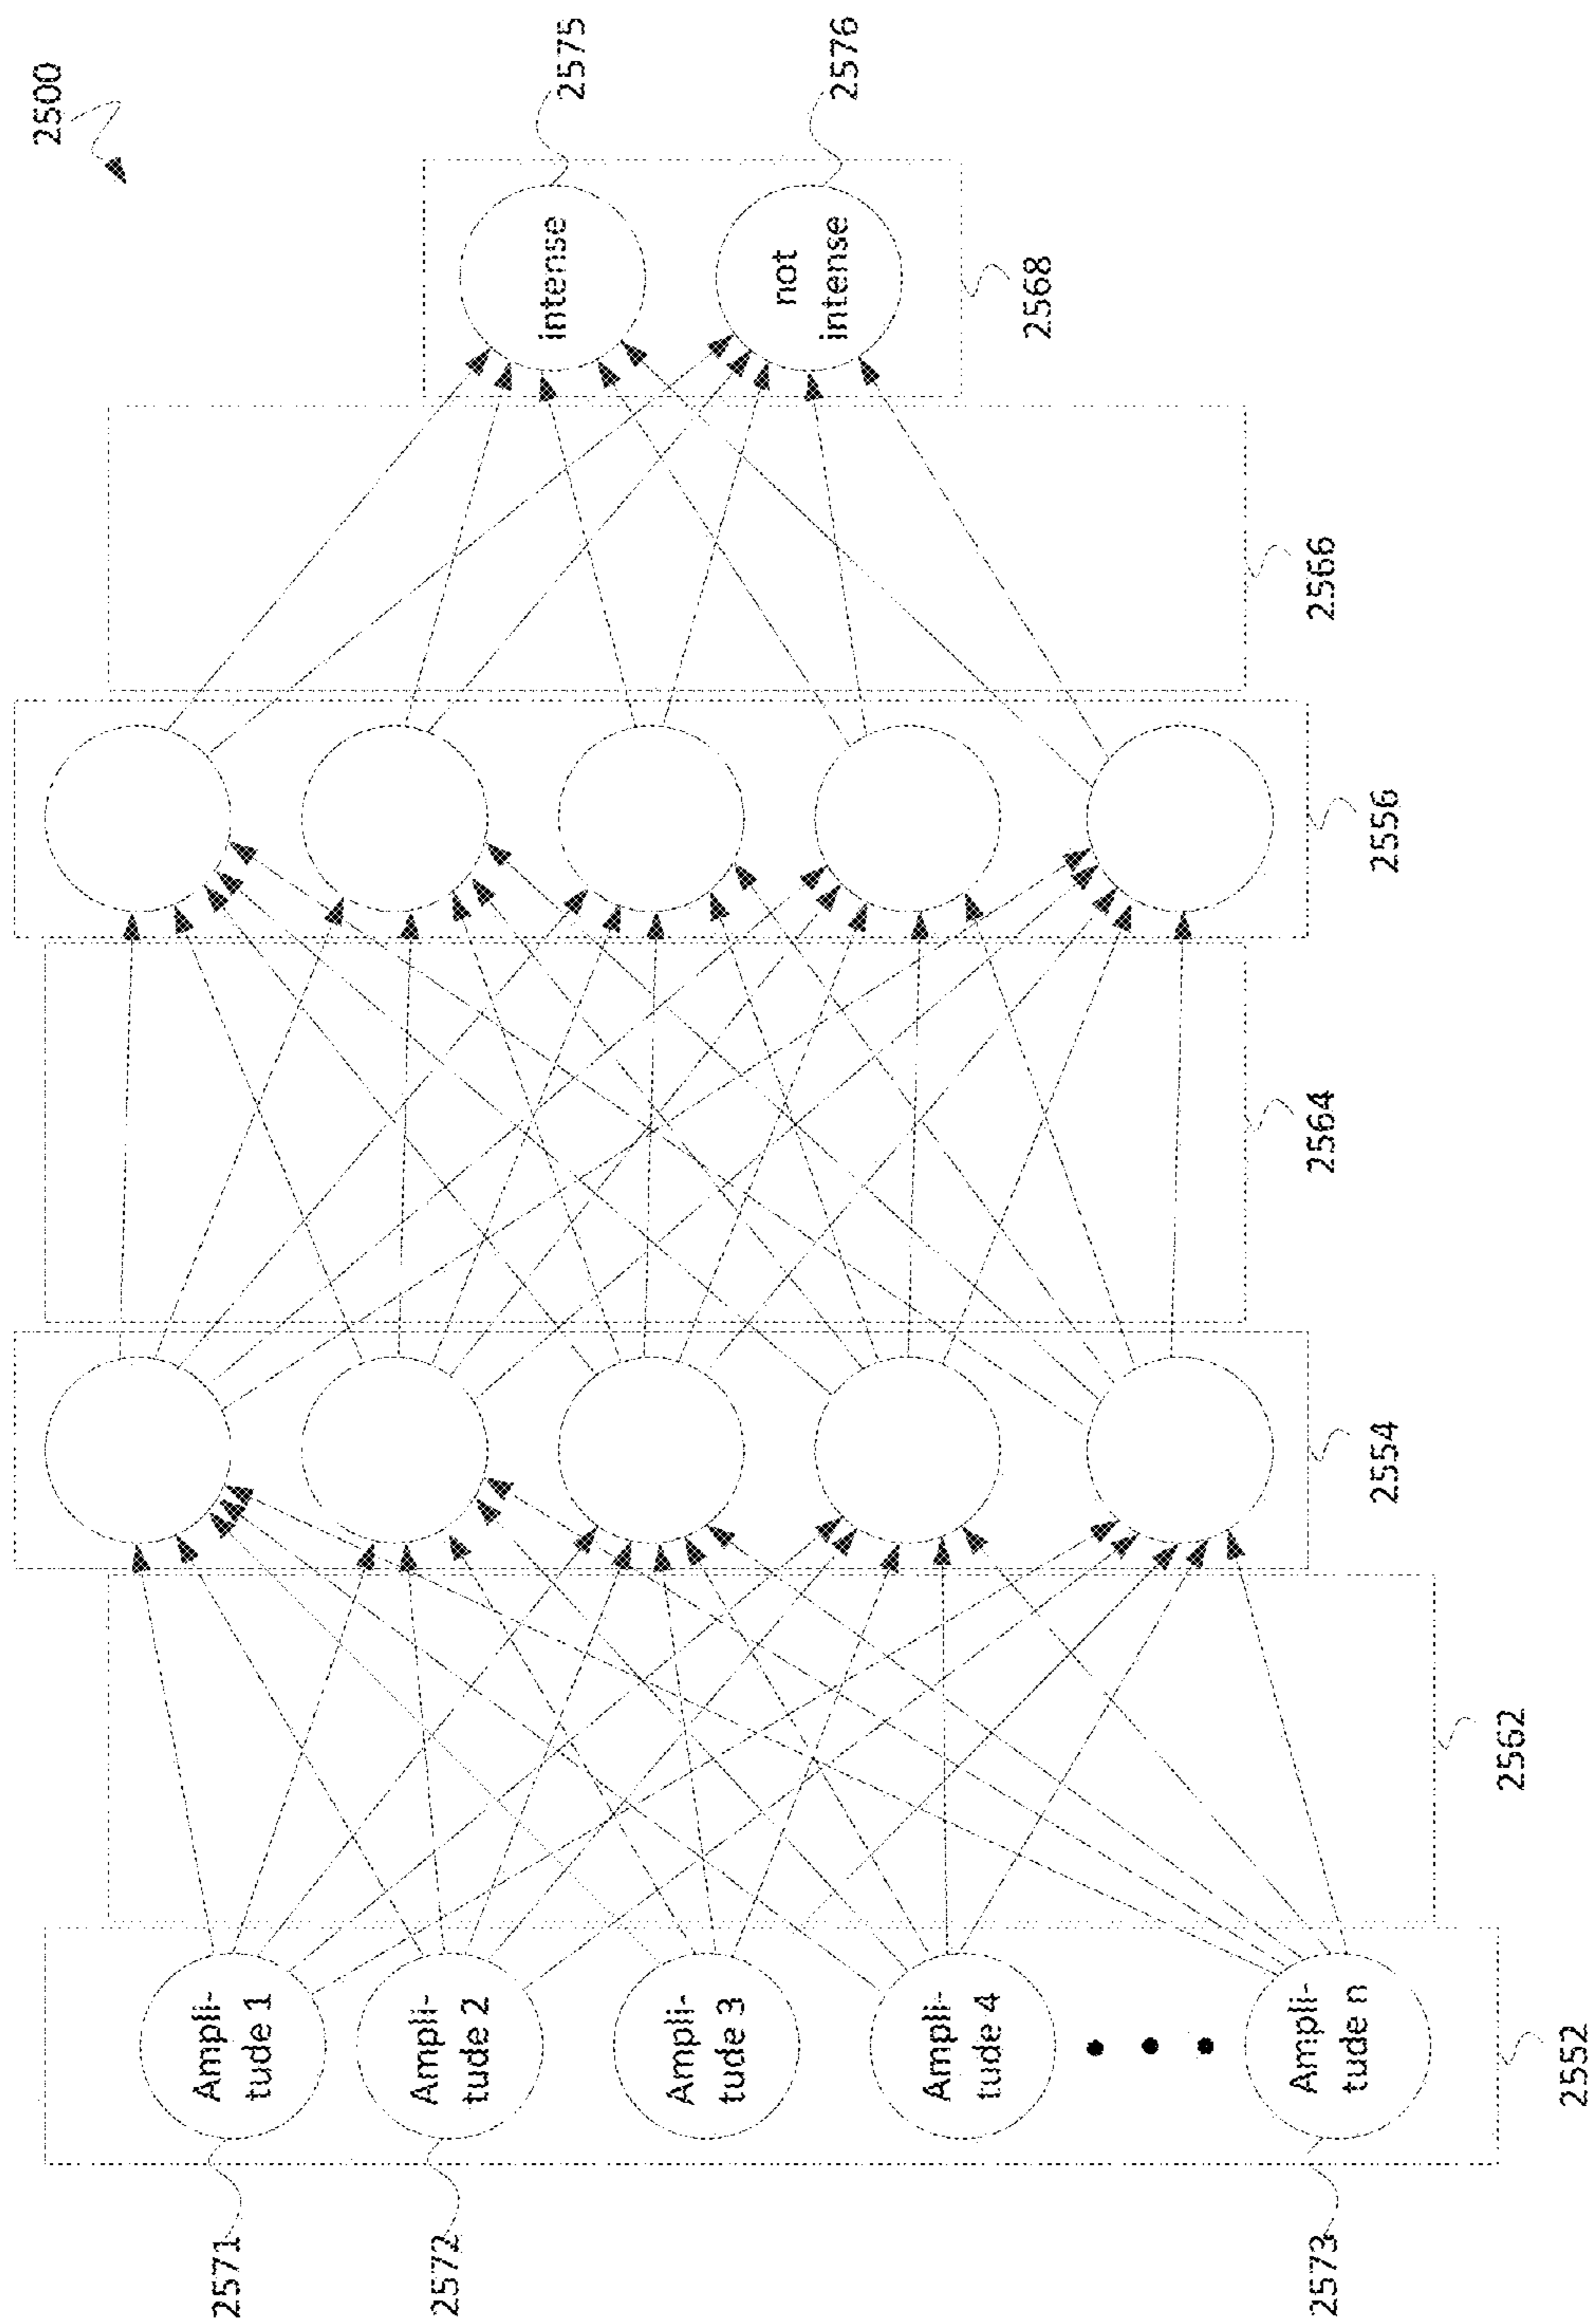 2500
2571
Ampli-
tude 1
2572
Ampli-
tude 2
Ampli-
tude 3
Ampli-
tude 4
2573
Ampli-
tude n
2552
2562
2554
2564
2556
2566
intense
2575
not
intense
2576
2568